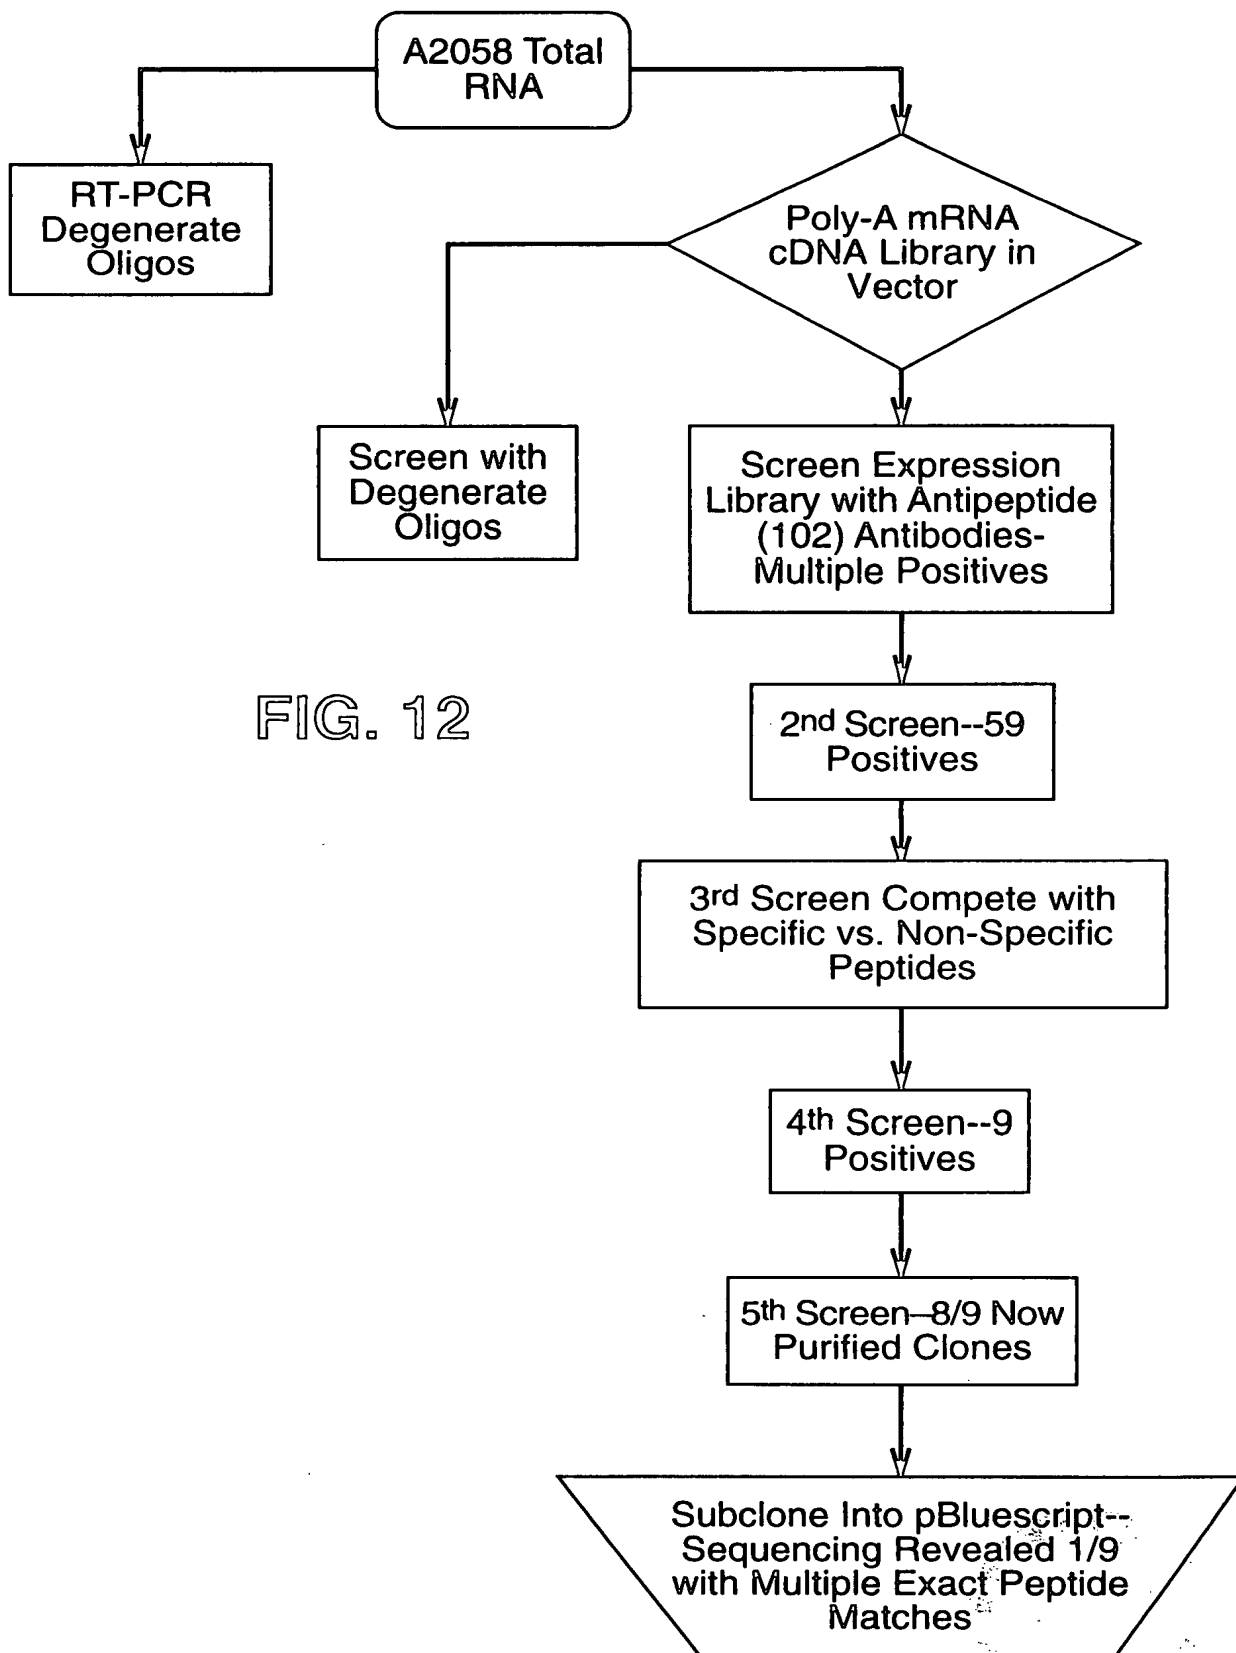 A2058 Total
RNA
RT-PCR
Degenerate
Oligos
Poly-A mRNA
cDNA Library in
Vector
Screen with
Degenerate
Oligos
Screen Expression
Library with Antipeptide
(102) Antibodies-
Multiple Positives
FIG. 12
2nd Screen--59
Positives
3rd Screen Compete with
Specific vs. Non-Specific
Peptides
4th Screen--9
Positives
5th Screen--8/9 Now
Purified Clones
Subclone Into pBluescript--
Sequencing Revealed 1/9
with Multiple Exact Peptide
Matches